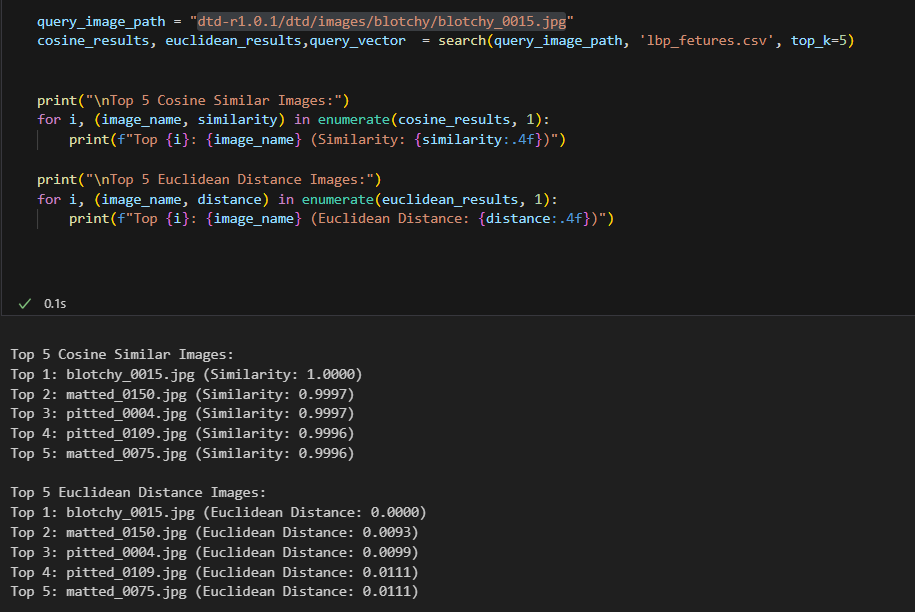 query_image_path = "dtd-r1.0.1/dtd/images/blotchy/blotchy_0015.jpg"
cosine_results, euclidean_results,query_vector  = search(query_image_path, 'lbp_fetures.csv', top_k=5)
print("\nTop 5 Cosine Similar Images:")
for i, (image_name, similarity) in enumerate(cosine_results, 1):
    print(f"Top {i}: {image_name} (Similarity: {similarity:.4f})")
print("\nTop 5 Euclidean Distance Images:")
for i, (image_name, distance) in enumerate(euclidean_results, 1):
    print(f"Top {i}: {image_name} (Euclidean Distance: {distance:.4f})")
0.1s
Top 5 Cosine Similar Images:
Top 1: blotchy_0015.jpg (Similarity: 1.0000)
Top 2: matted_0150.jpg (Similarity: 0.9997)
Top 3: pitted_0004.jpg (Similarity: 0.9997)
Top 4: pitted_0109.jpg (Similarity: 0.9996)
Top 5: matted_0075.jpg (Similarity: 0.9996)
Top 5 Euclidean Distance Images:
Top 1: blotchy_0015.jpg (Euclidean Distance: 0.0000)
Top 2: matted_0150.jpg (Euclidean Distance: 0.0093)
Top 3: pitted_0004.jpg (Euclidean Distance: 0.0099)
Top 4: pitted_0109.jpg (Euclidean Distance: 0.0111)
Top 5: matted_0075.jpg (Euclidean Distance: 0.0111)